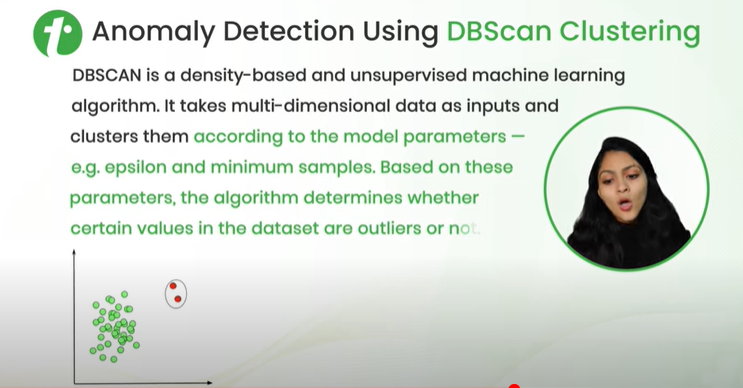 Anomaly Detection Using DBScan Clustering
DBSCAN is a density-based and unsupervised machine learning
algorithm. It takes multi-dimensional data as inputs and
clusters them according to the model parameters —
e.g. epsilon and minimum samples. Based on these
parameters, the algorithm determines whether
certain values in the dataset are outliers or not.